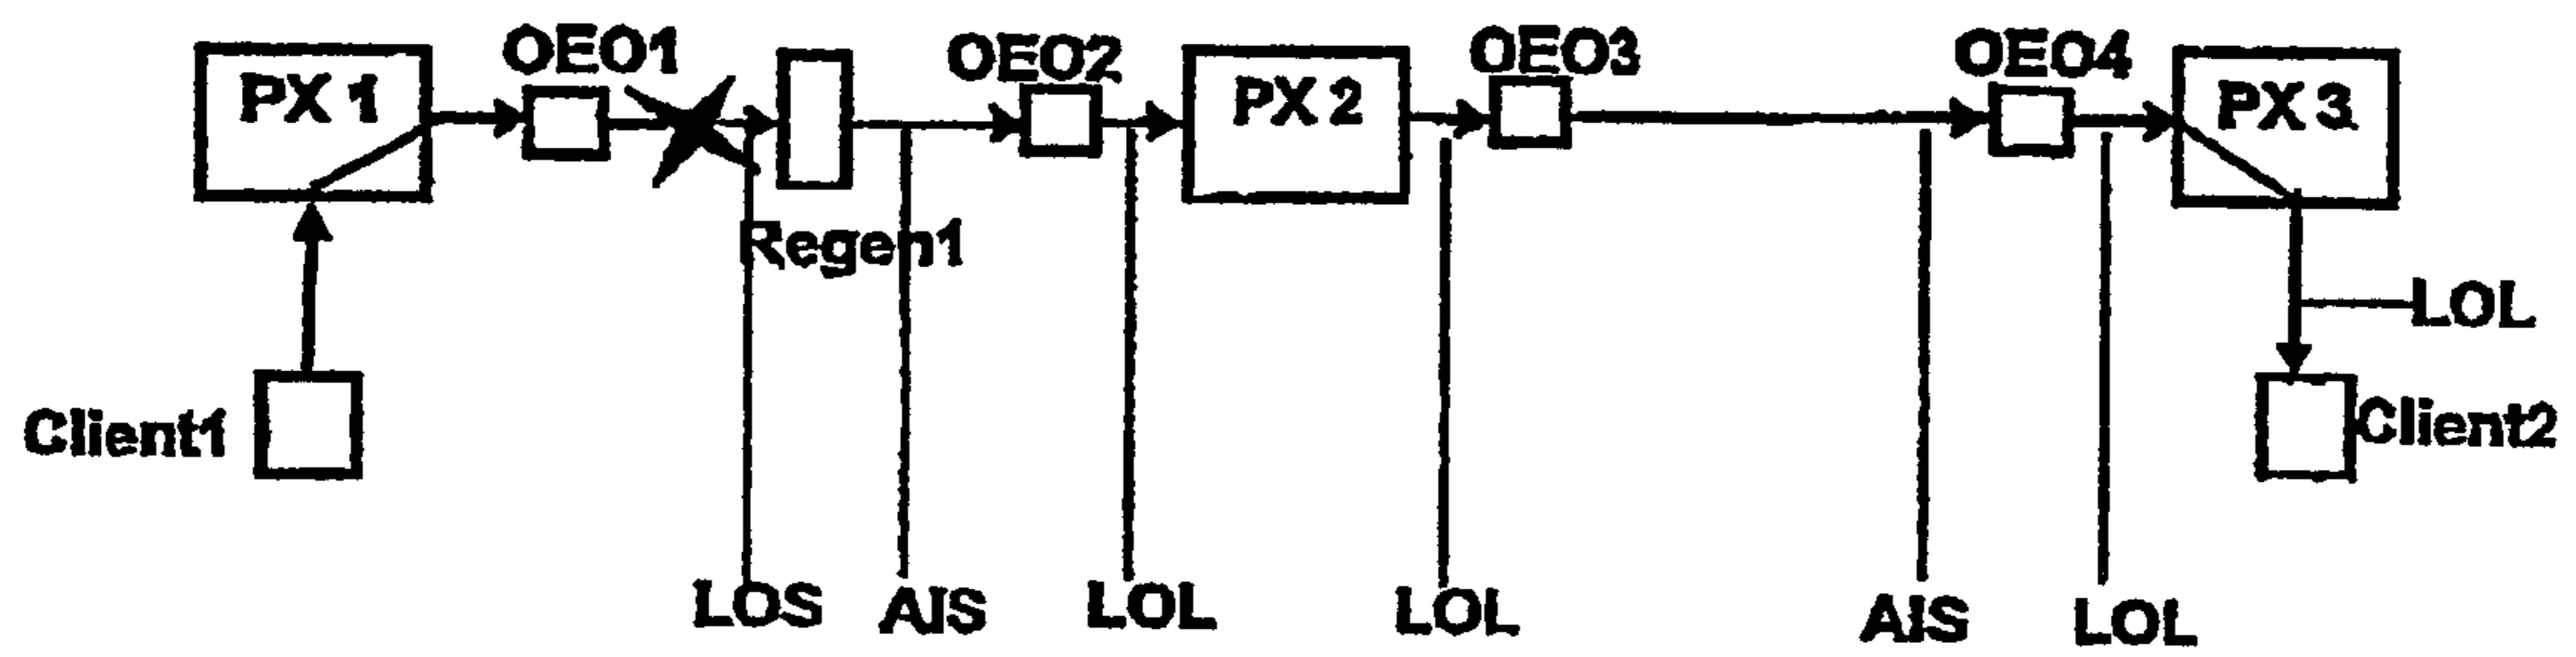 OEO1
OEO2
OEO3
OEO4
PX 1
PX 2
PX 3
Regen1
LOL
Client1
Client2
LOS
AIS
LOL
LOL
AIS
LOL